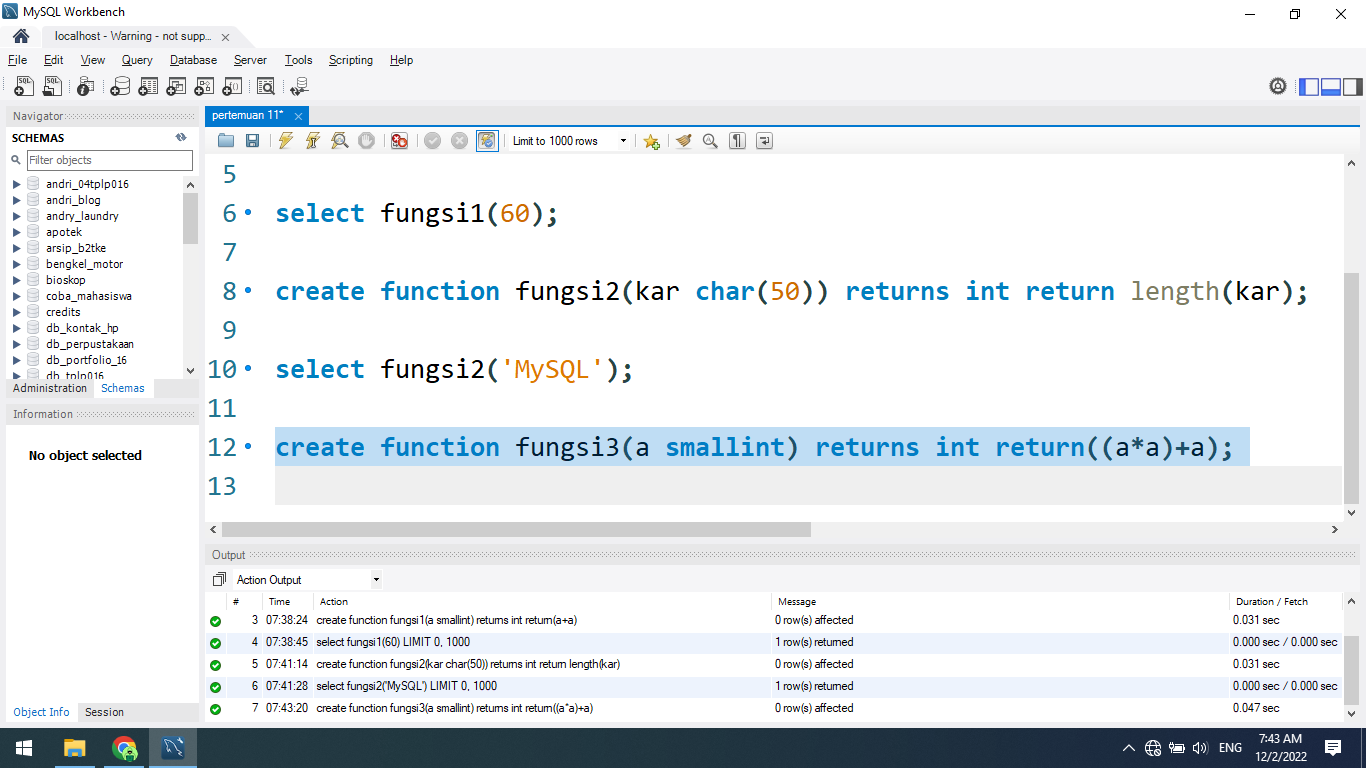 MySQL Workbench
localhost - Warning - not supp...
File Edit View Query Database Server Tools Scripting Help
Navigator
SCHEMAS
Filter objects
andri_04tplp016
andri_blog
andry_laundry
apotek
arsip_b2tke
bengkel_motor
bioskop
coba_mahasiswa
credits
db_kontak_hp
db_perpustakaan
db_portfolio_16
db_tplp016
Administration Schemas
Information
No object selected
Object Info Session
pertemuan 11*
Limit to 1000 rows
5
6 select fungsi1(60);
7
8 create function fungsi2(kar char(50)) returns int return length(kar);
9
10 select fungsi2('MySQL');
11
12 create function fungsi3(a smallint) returns int return((a*a)+a);
13
Output
Action Output
# Time Action Message Duration / Fetch
3 07:38:24 create function fungsi1(a smallint) returns int return(a+a) 0 row(s) affected 0.031 sec
4 07:38:45 select fungsi1(60) LIMIT 0, 1000 1 row(s) returned 0.000 sec / 0.000 sec
5 07:41:14 create function fungsi2(kar char(50)) returns int return length(kar) 0 row(s) affected 0.031 sec
6 07:41:28 select fungsi2('MySQL') LIMIT 0, 1000 1 row(s) returned 0.000 sec / 0.000 sec
7 07:43:20 create function fungsi3(a smallint) returns int return((a*a)+a) 0 row(s) affected 0.047 sec
ENG
7:43 AM
12/2/2022